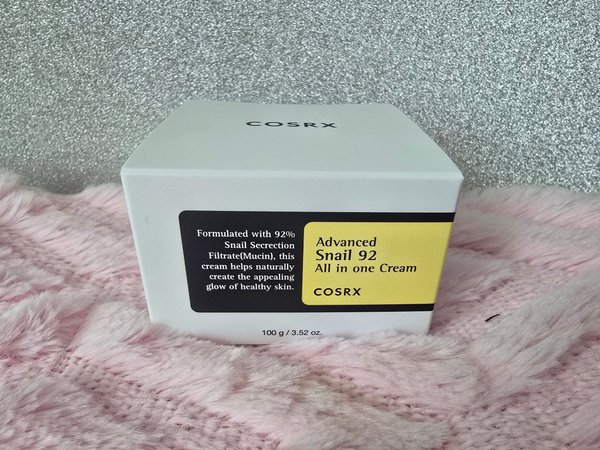 COSRX
Formulated with 92%
Snail Secrection
Filtrate(Mucin), this
cream helps naturally
create the appealing
glow of healthy skin.
Advanced
Snail 92
All in one Cream
COSRX
100 g / 3.52 oz.